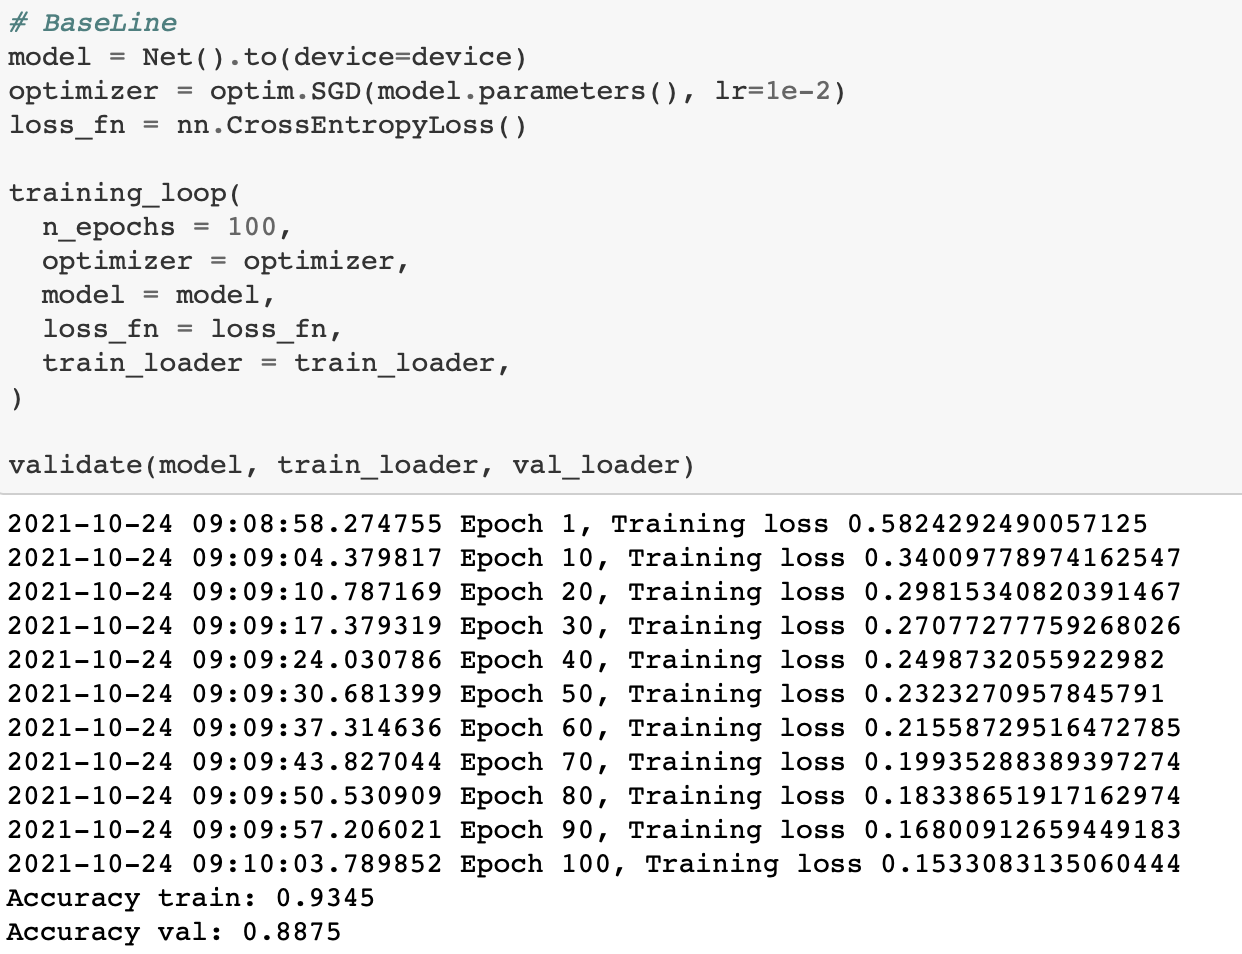 # BaseLine
model = Net().to(device=device)
optimizer = optim.SGD(model.parameters(), lr=1e-2)
loss_fn = nn.CrossEntropyLoss()

training_loop(
  n_epochs = 100,
  optimizer = optimizer,
  model = model,
  loss_fn = loss_fn,
  train_loader = train_loader,
)

validate(model, train_loader, val_loader)
2021-10-24 09:08:58.274755 Epoch 1, Training loss 0.5824292490057125
2021-10-24 09:09:04.379817 Epoch 10, Training loss 0.34009778974162547
2021-10-24 09:09:10.787169 Epoch 20, Training loss 0.29815340820391467
2021-10-24 09:09:17.379319 Epoch 30, Training loss 0.27077277759268026
2021-10-24 09:09:24.030786 Epoch 40, Training loss 0.2498732055922982
2021-10-24 09:09:30.681399 Epoch 50, Training loss 0.2323270957845791
2021-10-24 09:09:37.314636 Epoch 60, Training loss 0.21558729516472785
2021-10-24 09:09:43.827044 Epoch 70, Training loss 0.19935288389397274
2021-10-24 09:09:50.530909 Epoch 80, Training loss 0.18338651917162974
2021-10-24 09:09:57.206021 Epoch 90, Training loss 0.16800912659449183
2021-10-24 09:10:03.789852 Epoch 100, Training loss 0.1533083135060444
Accuracy train: 0.9345
Accuracy val: 0.8875